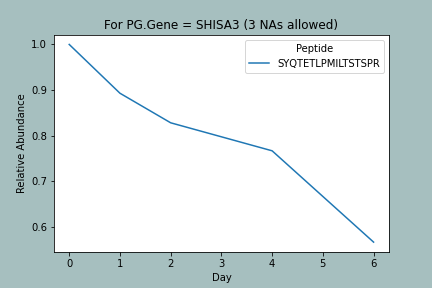 For PG.Gene = SHISA3 (3 NAs allowed)
Peptide
SYQTETLPMILTSTSPR
Relative Abundance
1.0
0.9
0.8
0.7
0.6
0 1 2 3 4 5 6
Day